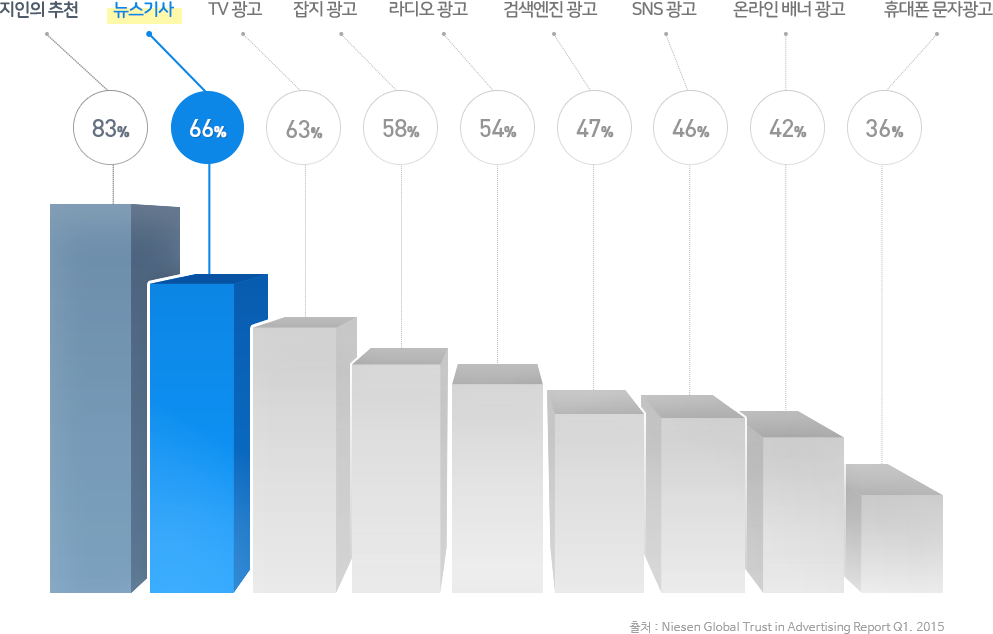 지인의 추천 뉴스기사 TV 광고 잡지 광고 라디오 광고 검색엔진 광고 SNS 광고 온라인 배너 광고 휴대폰 문자광고
83% 66% 63% 58% 54% 47% 46% 42% 36%
출처 : Niesen Global Trust in Advertising Report Q1. 2015